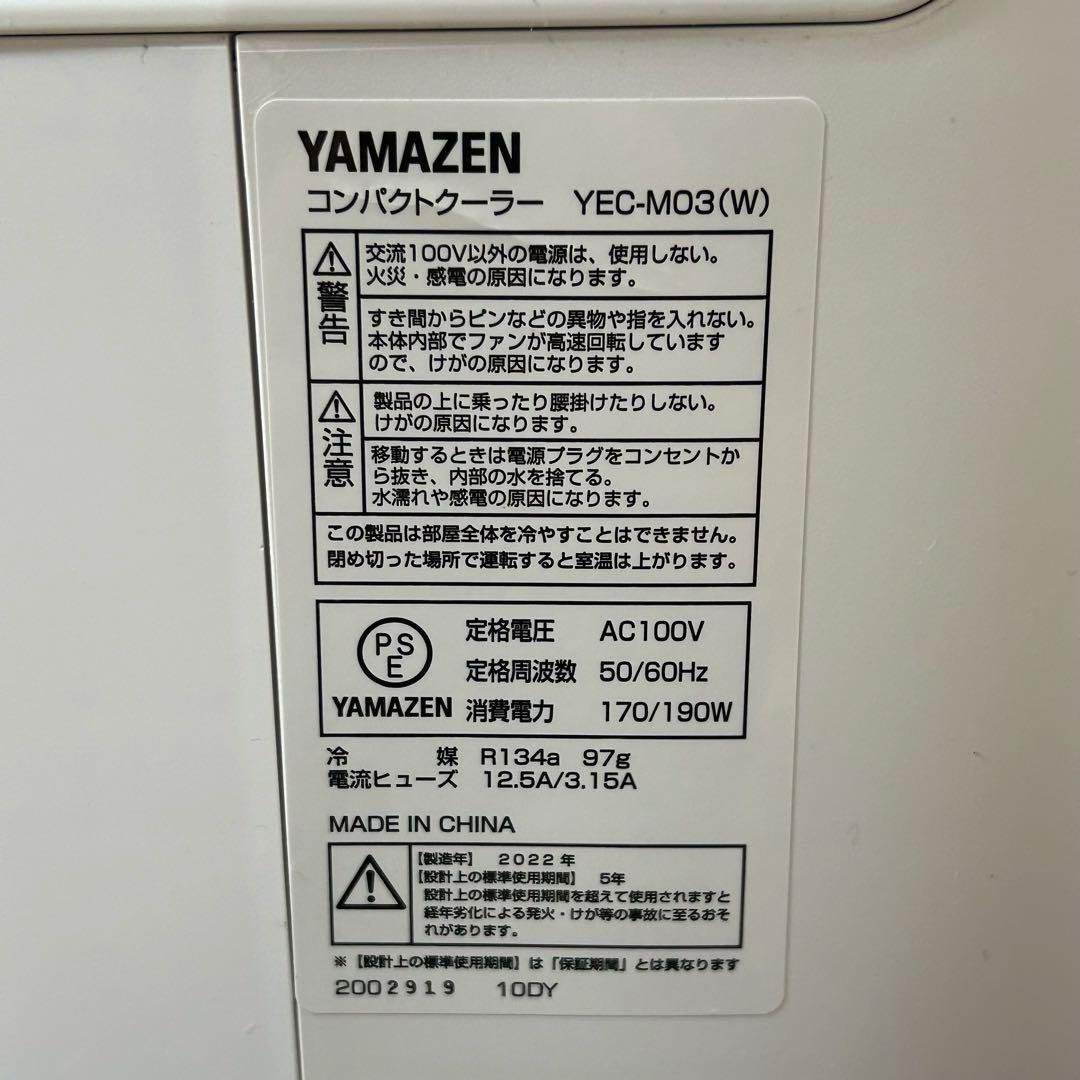 YAMAZEN
コンパクトクーラー YEC-M03(W)
警告
交流100V以外の電源は、使用しない。
火災・感電の原因になります。
すき間からピンなどの異物や指を入れない。
本体内部でファンが高速回転しています
ので、けがの原因になります。
注意
製品の上に乗ったり腰掛けたりしない。
けがの原因になります。
移動するときは電源プラグをコンセントか
ら抜き、内部の水を捨てる。
水濡れや感電の原因になります。
この製品は部屋全体を冷やすことはできません。
閉め切った場所で運転すると室温は上がります。
PSE
YAMAZEN
定格電圧 AC100V
定格周波数 50/60Hz
消費電力 170/190W
冷媒 R134a 97g
電流ヒューズ 12.5A/3.15A
MADE IN CHINA
【製造年】 2022年
【設計上の標準使用期間】 5年
設計上の標準使用期間を超えて使用されますと
経年劣化による発火・けが等の事故に至るおそ
れがあります。
※【設計上の標準使用期間】は「保証期間」とは異なります
2002919 10DY